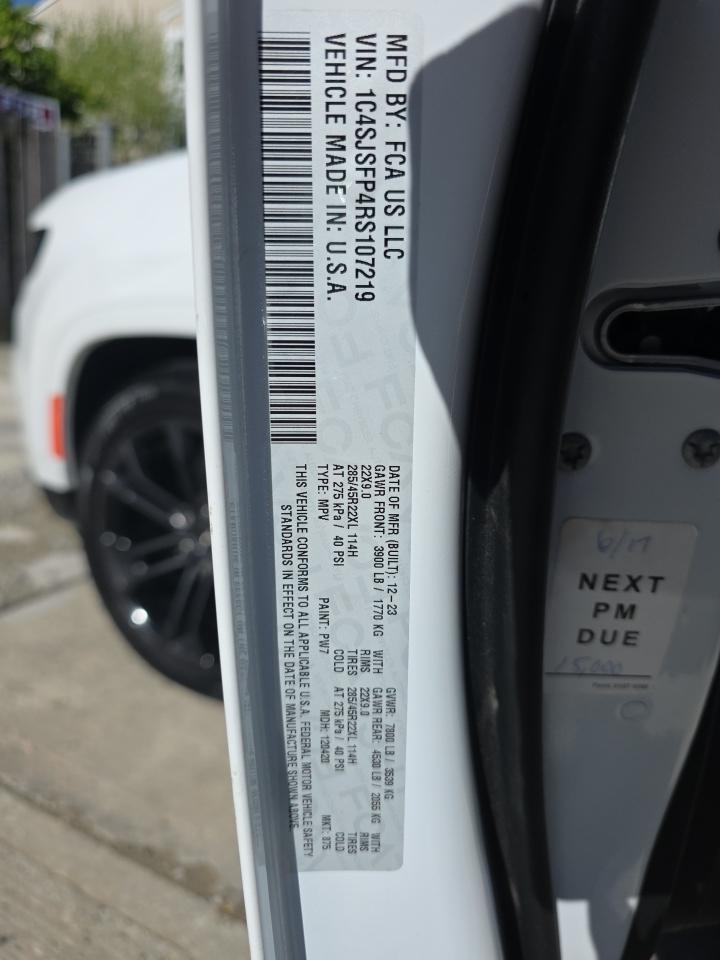 MFD BY: FCA US LLC
VIN: 1C4SJSFP4RS107219
VEHICLE MADE IN: U.S.A.
DATE OF MFR (BUILT): 12-23 GVWR: 7800 LB / 3539 KG
GAWR FRONT: 3900 LB / 1770 KG WITH GAWR REAR: 4530 LB / 2055 KG WITH
22X9.0 RIMS 22X9.0 RIMS
285/45R22XL 114H TIRES 285/45R22XL 114H TIRES
AT 275 kPa / 40 PSI COLD AT 275 kPa / 40 PSI COLD
TYPE: MPV PAINT: PW7 MDH: 120420 MKT: 875
THIS VEHICLE CONFORMS TO ALL APPLICABLE U.S.A. FEDERAL MOTOR VEHICLE SAFETY
STANDARDS IN EFFECT ON THE DATE OF MANUFACTURE SHOWN ABOVE.
NEXT
PM
DUE
15,000